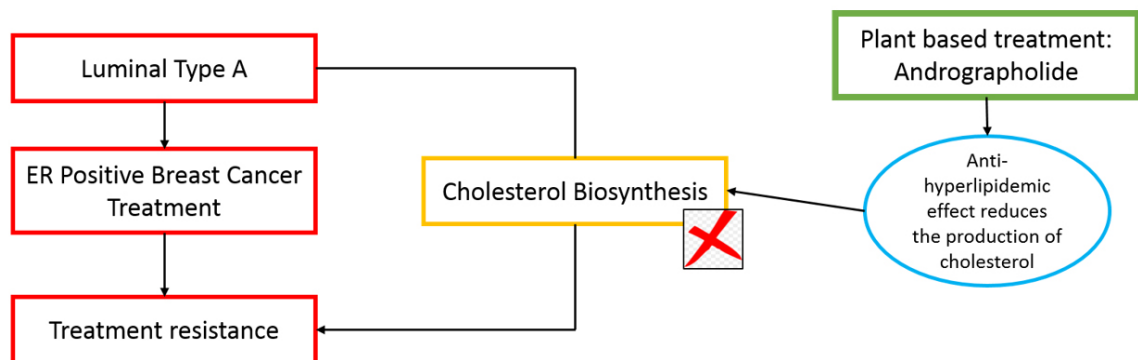 Luminal Type A
ER Positive Breast Cancer
Treatment
Treatment resistance
Cholesterol Biosynthesis
Plant based treatment:
Andrographolide
Anti-
hyperlipidemic
effect reduces
the production of
cholesterol